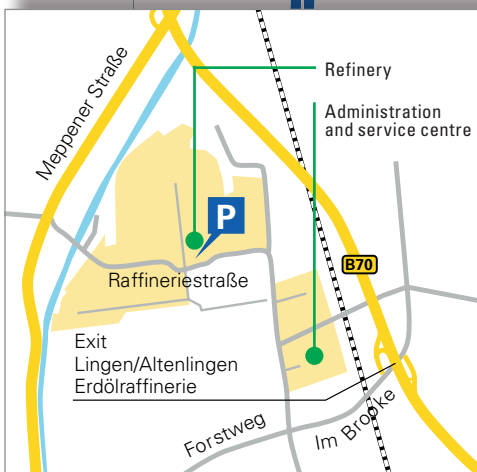 Meppener Straße
Refinery
Administration
and service centre
P
B70
Raffineriestraße
Exit
Lingen/Altenlingen
Erdölraffinerie
Forstweg
Im Brooke